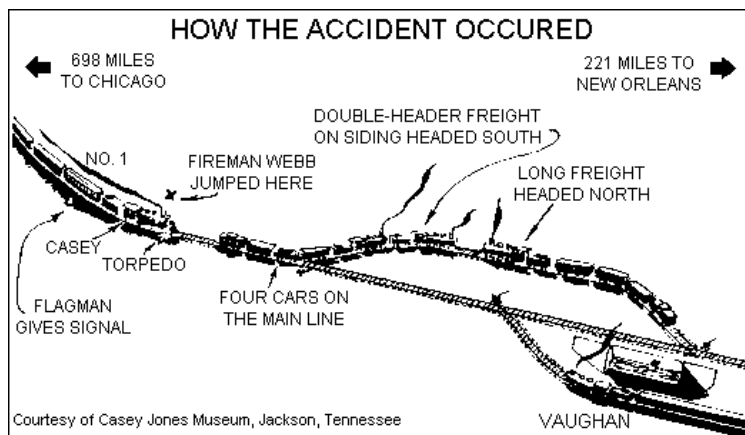 HOW THE ACCIDENT OCCURED
698 MILES
TO CHICAGO
221 MILES TO
NEW ORLEANS
DOUBLE-HEADER FREIGHT
ON SIDING HEADED SOUTH
NO. 1
FIREMAN WEBB
JUMPED HERE
LONG FREIGHT
HEADED NORTH
CASEY
TORPEDO
FLAGMAN
GIVES SIGNAL
FOUR CARS ON
THE MAIN LINE
Courtesy of Casey Jones Museum, Jackson, Tennessee
VAUGHAN